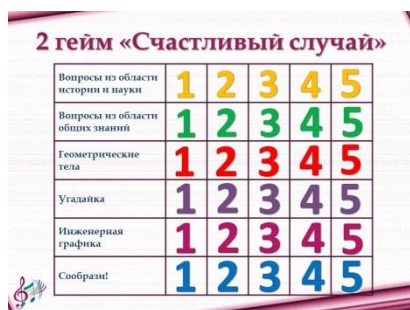 2 гейм «Счастливый случай»
Вопросы из области
истории и науки
1 2 3 4 5
Вопросы из области
общих знаний
1 2 3 4 5
Геометрические
тела
1 2 3 4 5
Угадайка
1 2 3 4 5
Инженерная
графика
1 2 3 4 5
Сообрази!
1 2 3 4 5